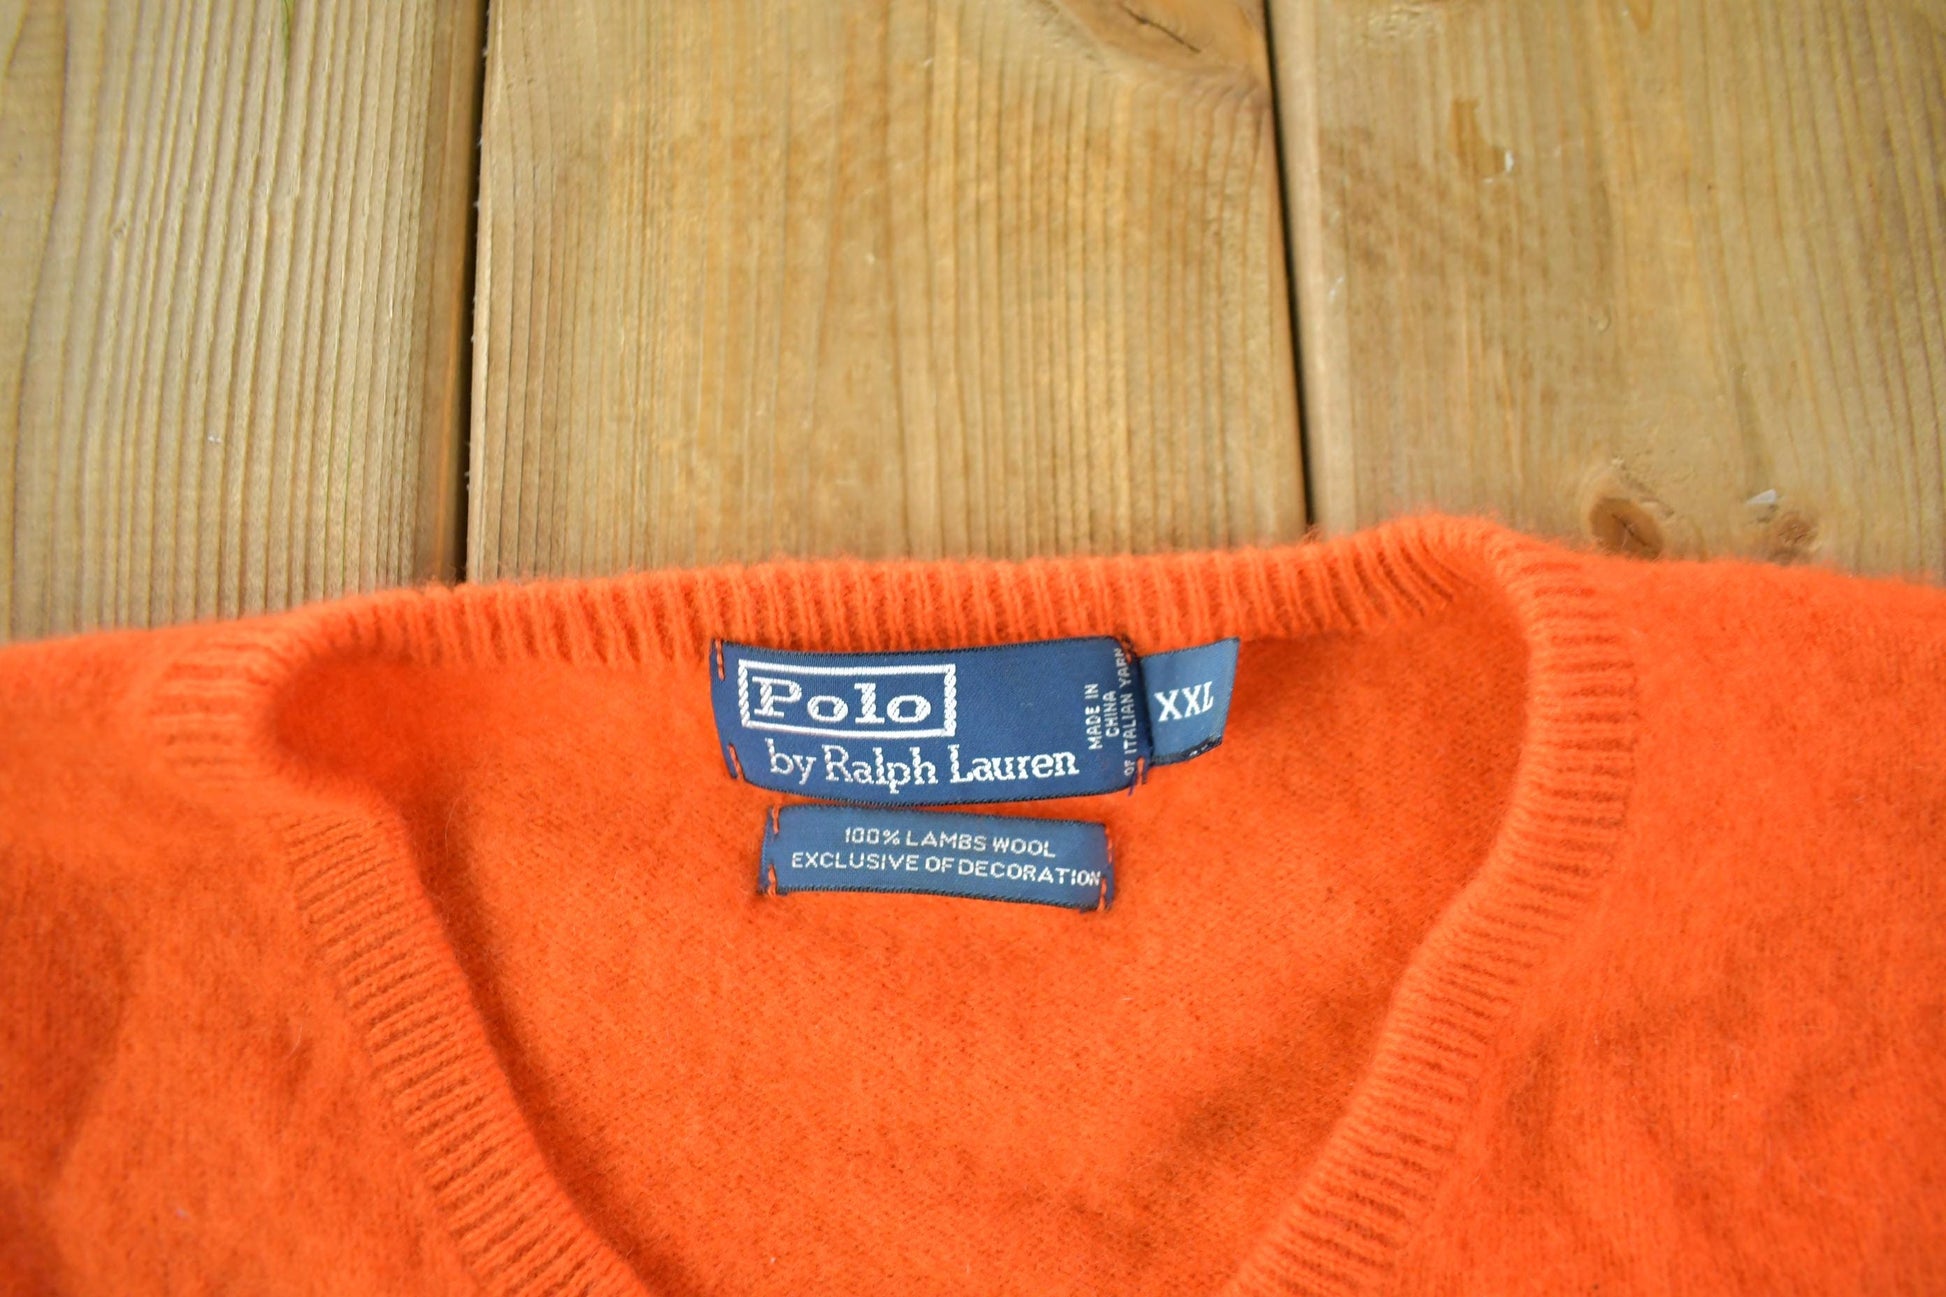 Polo
by Ralph Lauren
MADE IN
CHINA
OF ITALIAN YARN
XXL
100% LAMBS WOOL
EXCLUSIVE OF DECORATION